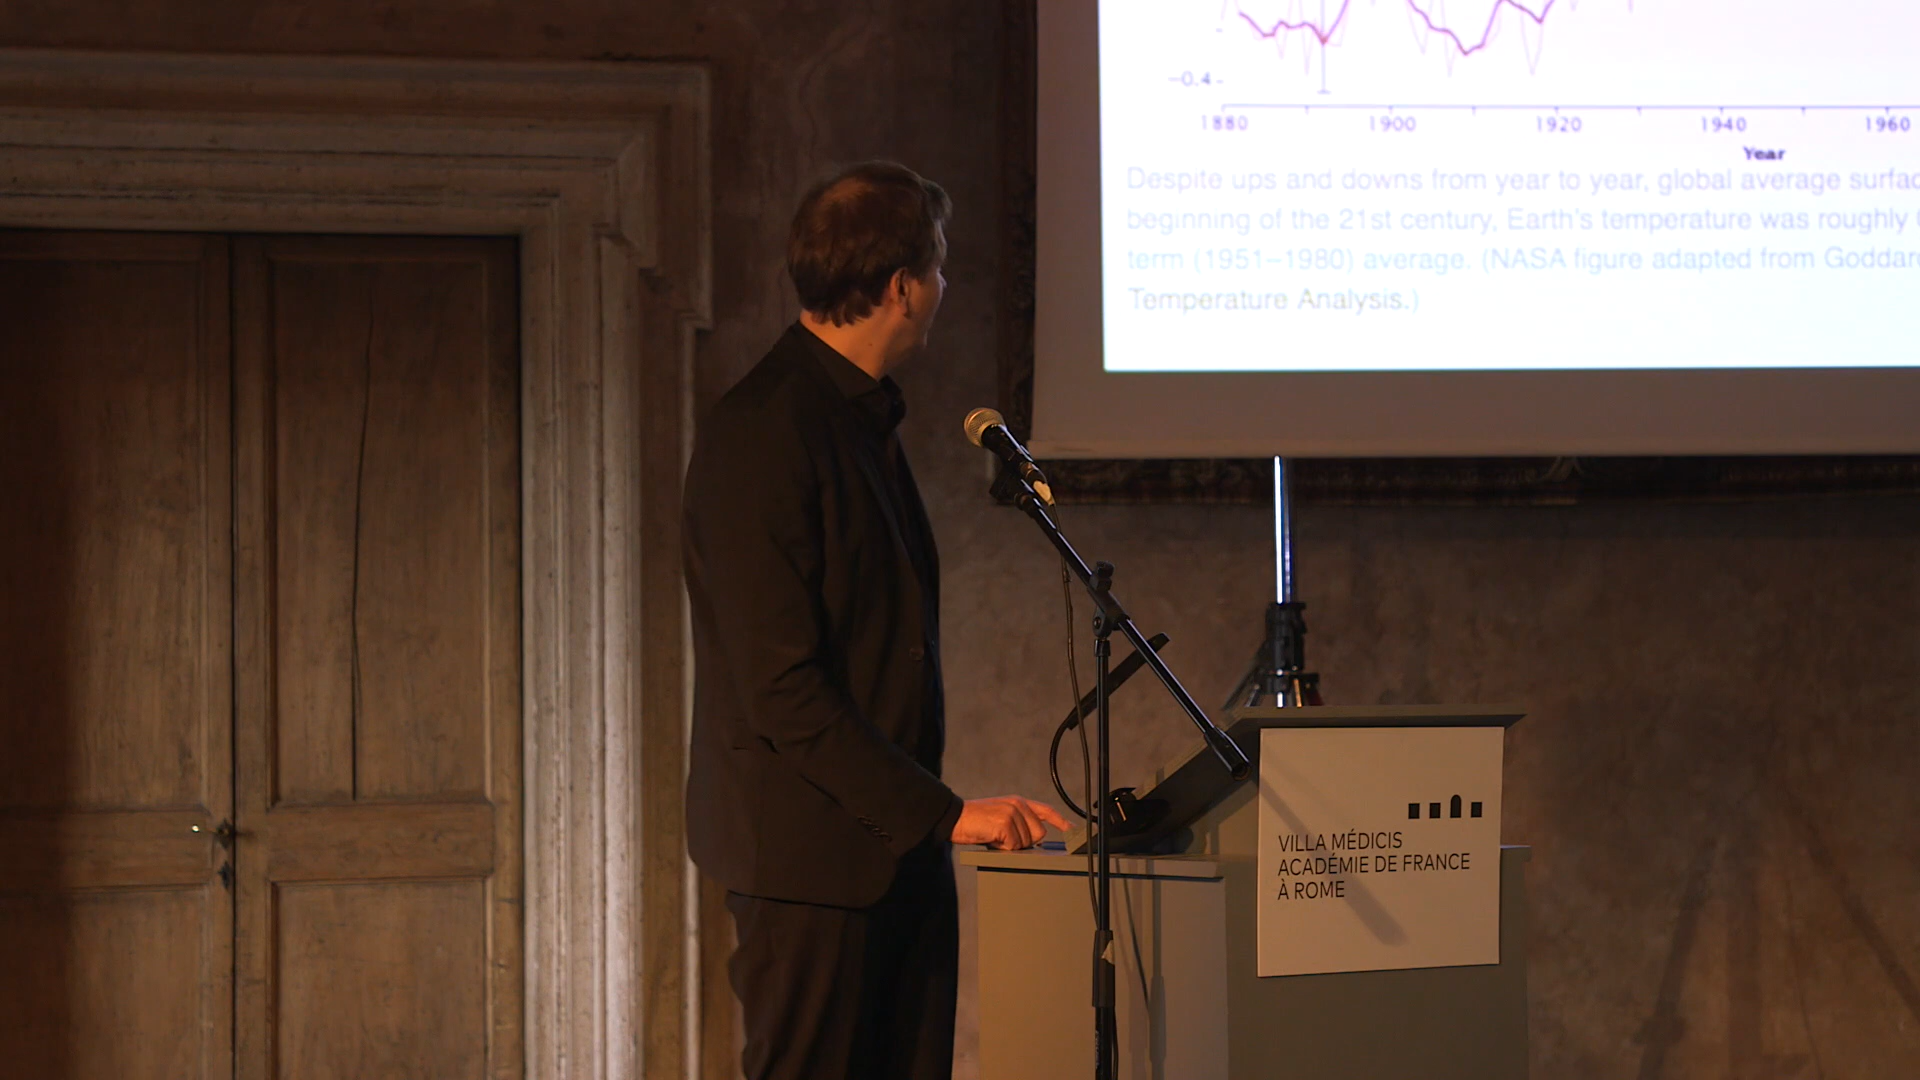 −0.4
1880 1900 1920 1940 1960
Year
Despite ups and downs from year to year, global average
beginning of the 21st century, Earth's temperature was roughly
term (1951–1980) average. (NASA figure adapted from
Temperature Analysis.)
VILLA MÉDICIS
ACADÉMIE DE FRANCE
À ROME